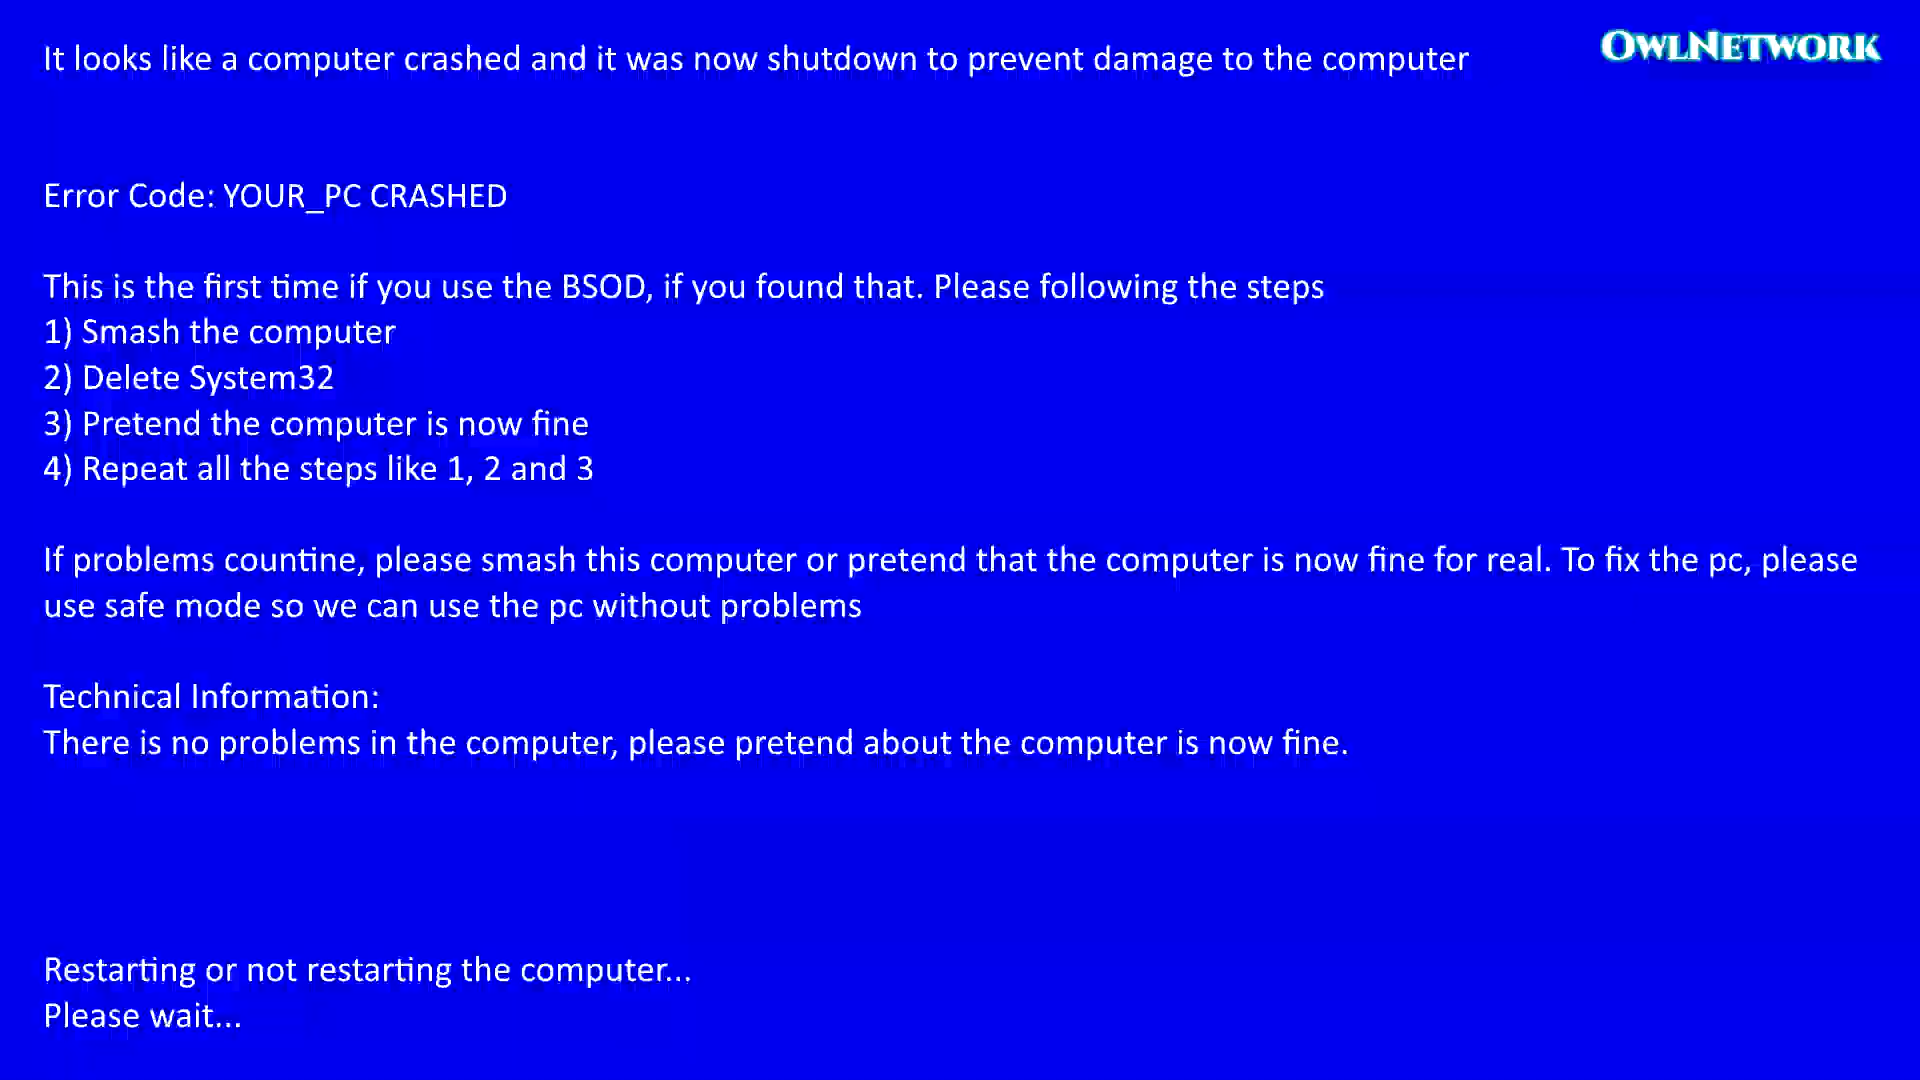 It looks like a computer crashed and it was now shutdown to prevent damage to the computer
OwlNetwork
Error Code: YOUR_PC CRASHED
This is the first time if you use the BSOD, if you found that. Please following the steps
1) Smash the computer
2) Delete System32
3) Pretend the computer is now fine
4) Repeat all the steps like 1, 2 and 3
If problems countine, please smash this computer or pretend that the computer is now fine for real. To fix the pc, please
use safe mode so we can use the pc without problems
Technical Information:
There is no problems in the computer, please pretend about the computer is now fine.
Restarting or not restarting the computer...
Please wait...